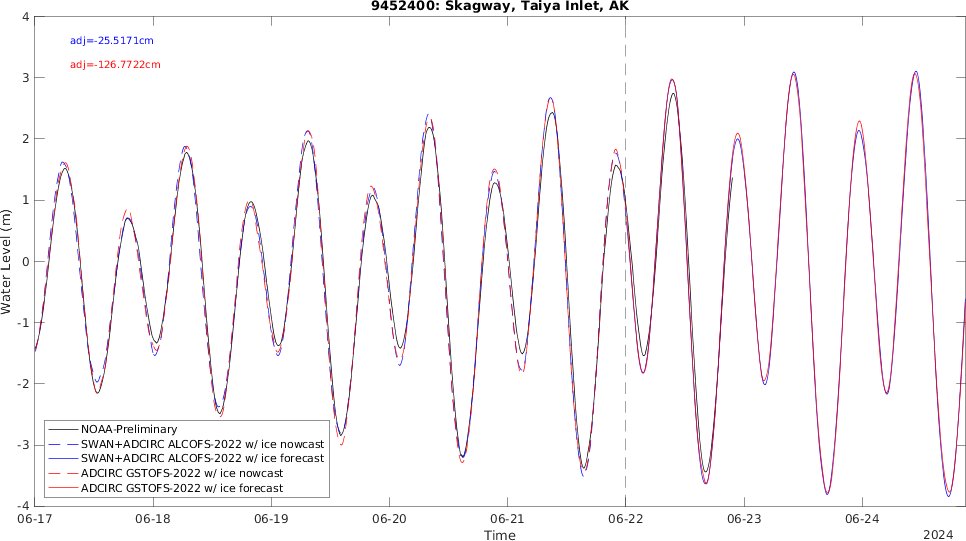 9452400: Skagway, Taiya Inlet, AK
4
adj=-25.5171cm
adj=-126.7722cm
3
2
1
0
-1
-2
-3
-4
Water Level (m)
NOAA-Preliminary
SWAN+ADCIRC ALCOFS-2022 w/ ice nowcast
SWAN+ADCIRC ALCOFS-2022 w/ ice forecast
ADCIRC GSTOFS-2022 w/ ice nowcast
ADCIRC GSTOFS-2022 w/ ice forecast
06-17 06-18 06-19 06-20 06-21 06-22 06-23 06-24
Time
2024